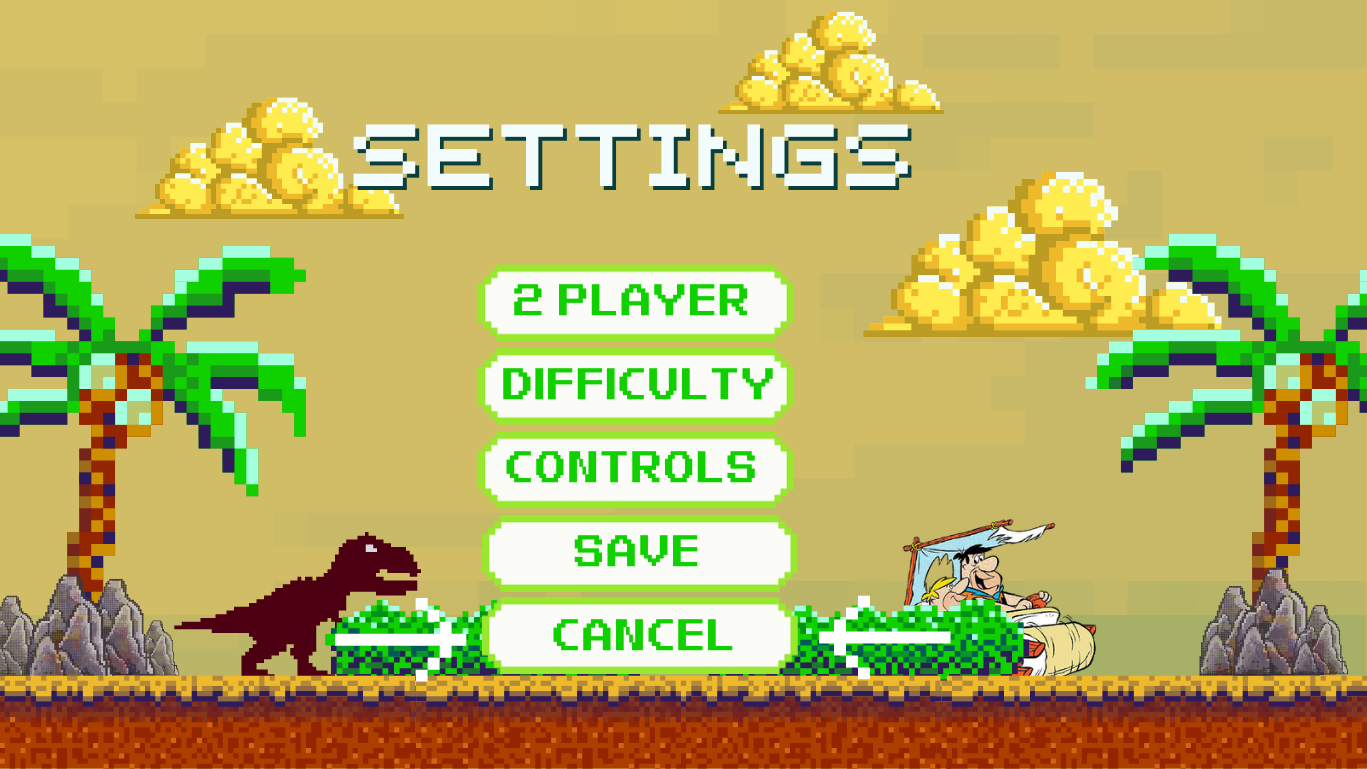 SETTINGS
2 PLAYER
DIFFICULTY
CONTROLS
SAVE
CANCEL